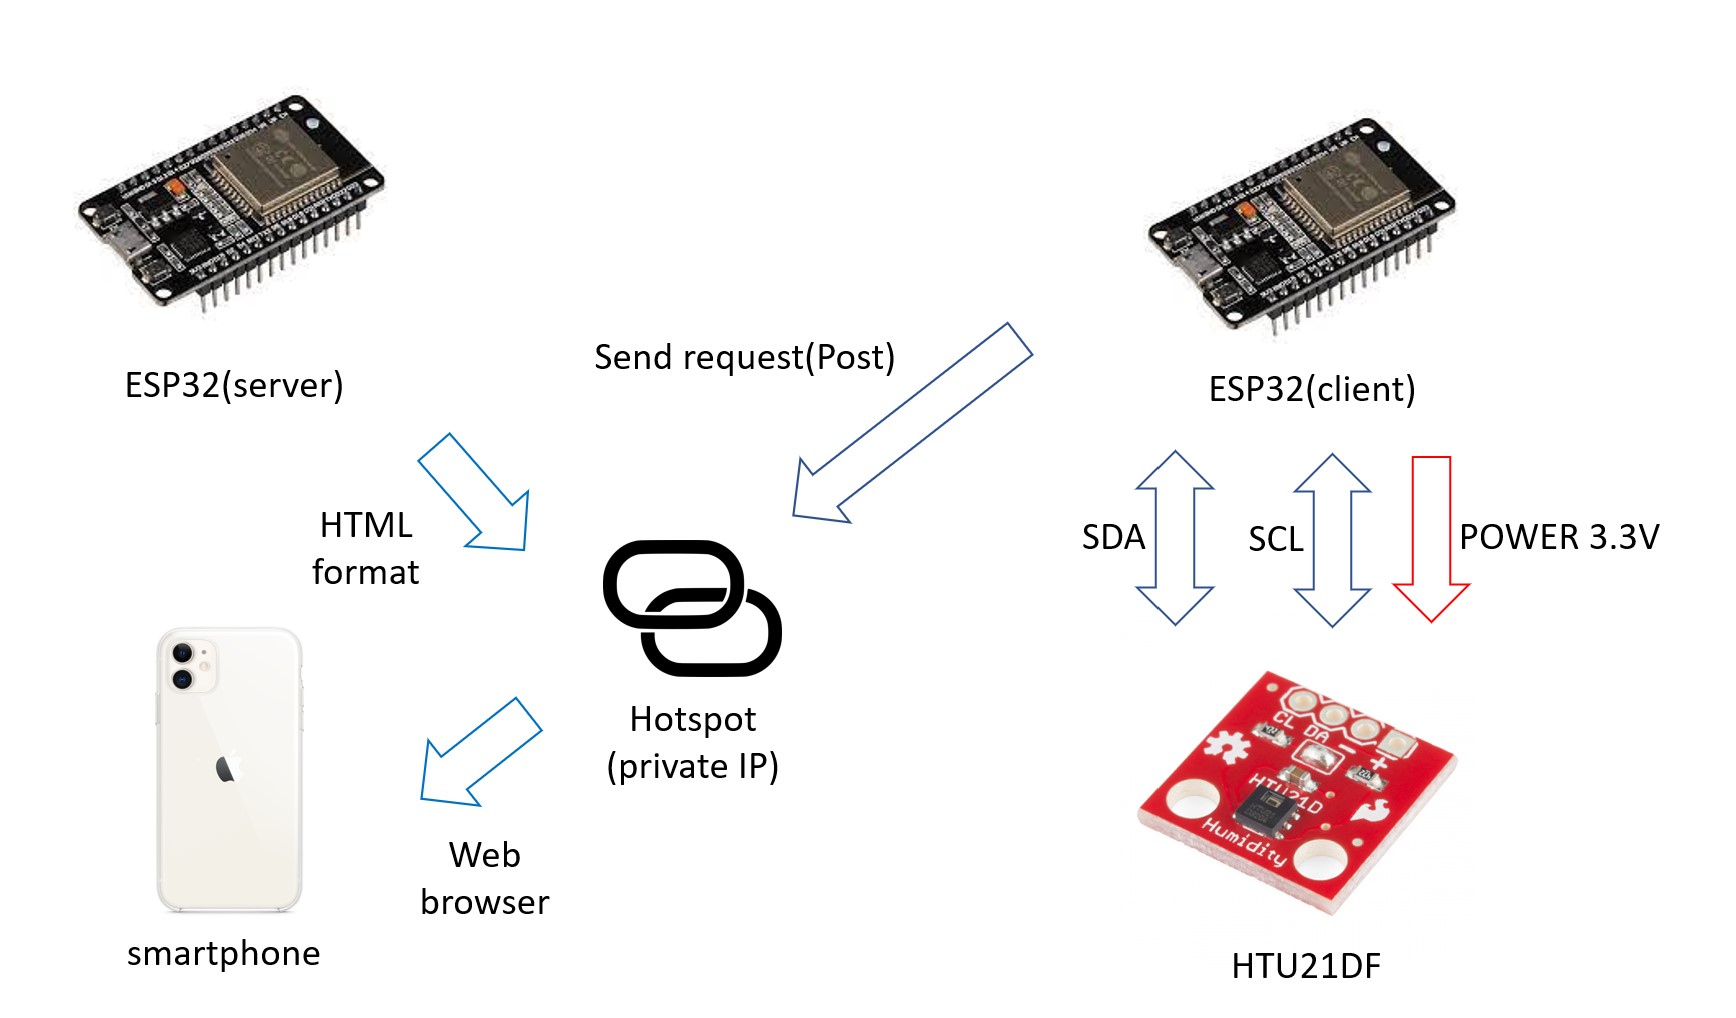 ESP32(server)
Send request(Post)
ESP32(client)
HTML
format
SDA
SCL
POWER 3.3V
Hotspot
(private IP)
Web
browser
smartphone
CL
DA
-
+
HTU21D
Humidity
HTU21DF